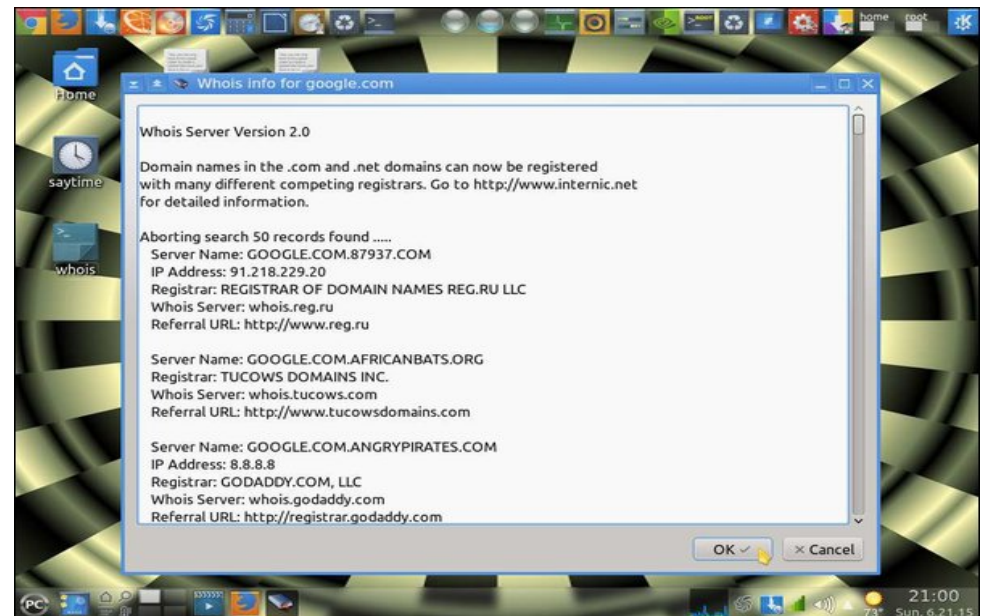 home root
Home
saytime
whois
Whois info for google.com
Whois Server Version 2.0
Domain names in the .com and .net domains can now be registered
with many different competing registrars. Go to http://www.internic.net
for detailed information.
Aborting search 50 records found .....
Server Name: GOOGLE.COM.87937.COM
IP Address: 91.218.229.20
Registrar: REGISTRAR OF DOMAIN NAMES REG.RU LLC
Whois Server: whois.reg.ru
Referral URL: http://www.reg.ru
Server Name: GOOGLE.COM.AFRICANBATS.ORG
Registrar: TUCOWS DOMAINS INC.
Whois Server: whois.tucows.com
Referral URL: http://www.tucowsdomains.com
Server Name: GOOGLE.COM.ANGRYPIRATES.COM
IP Address: 8.8.8.8
Registrar: GODADDY.COM, LLC
Whois Server: whois.godaddy.com
Referral URL: http://registrar.godaddy.com
OK
Cancel
PC
73°
21:00
Sun. 6.21.15